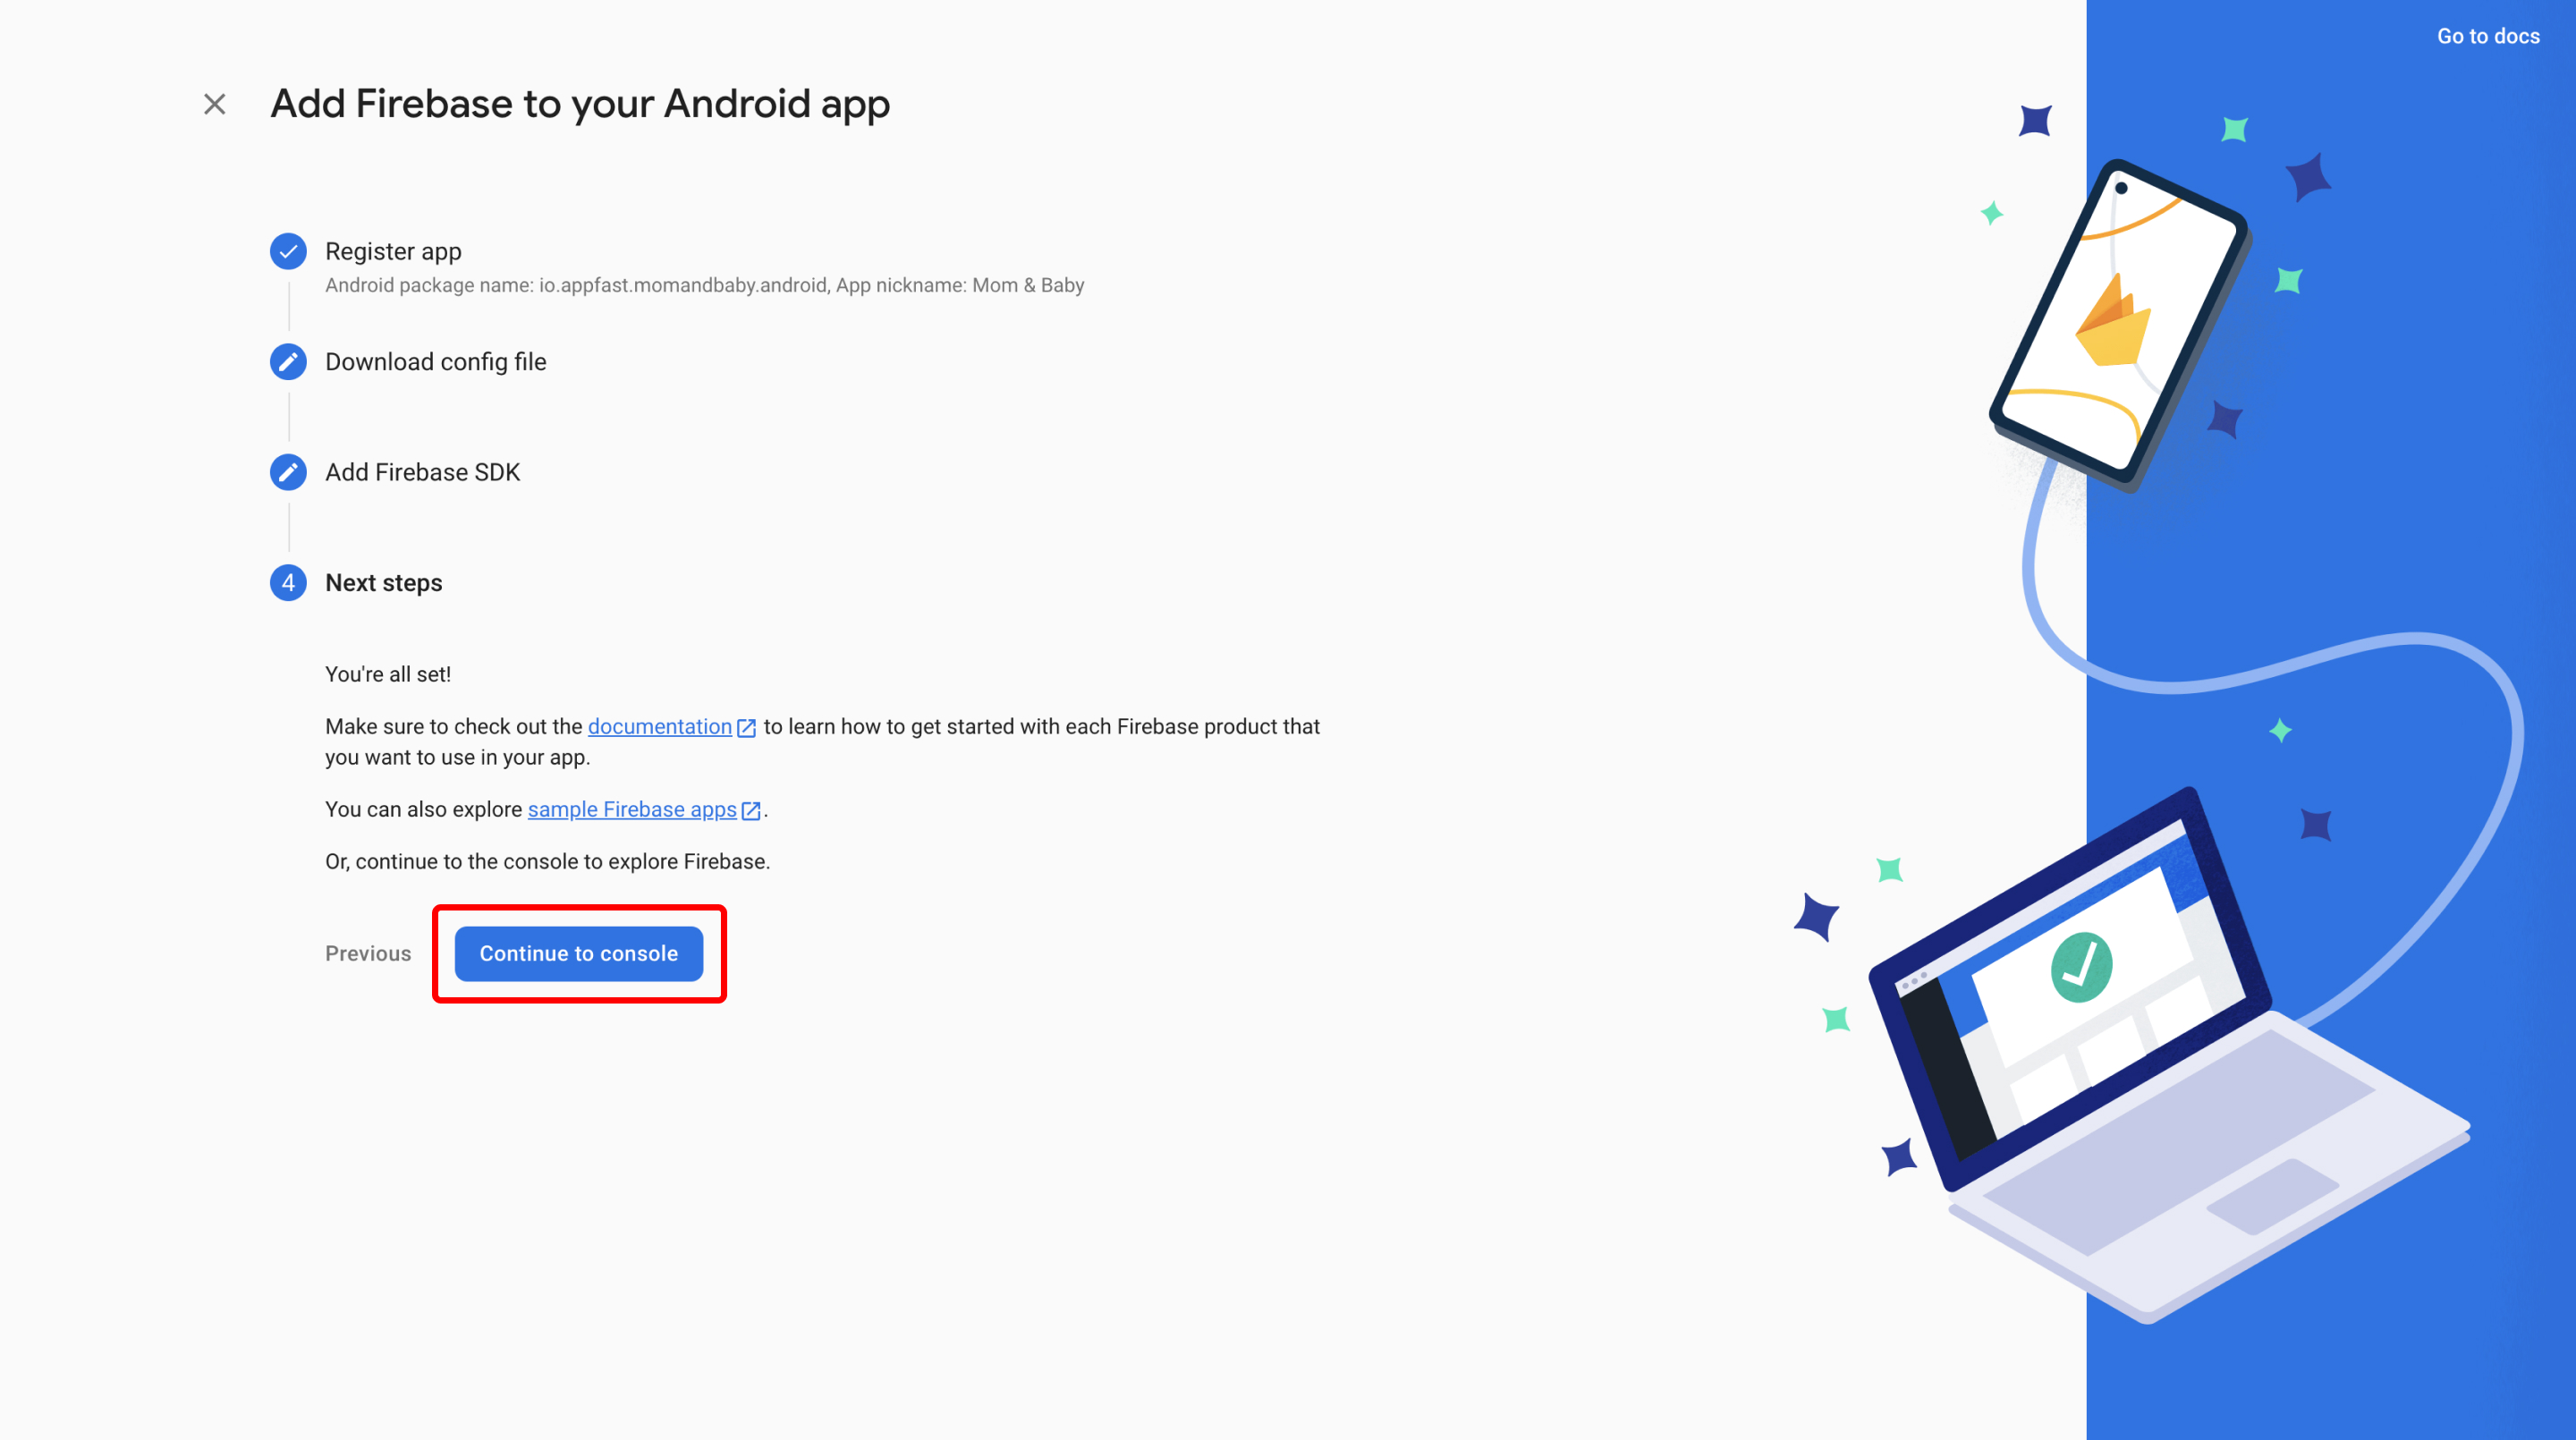 Go to docs
Add Firebase to your Android app
Register app
Android package name: io.appfast.momandbaby.android, App nickname: Mom & Baby
Download config file
Add Firebase SDK
4 Next steps
You're all set!
Make sure to check out the documentation to learn how to get started with each Firebase product that
you want to use in your app.
You can also explore sample Firebase apps.
Or, continue to the console to explore Firebase.
Previous Continue to console